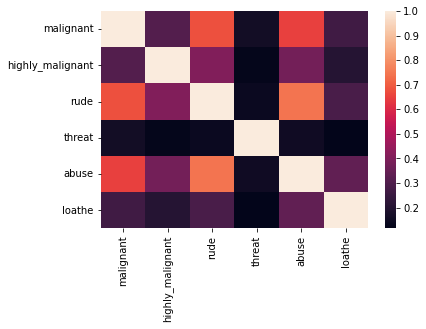 malignant
highly_malignant
rude
threat
abuse
loathe
malignant
highly_malignant
rude
threat
abuse
loathe
1.0
0.9
0.8
0.7
0.6
0.5
0.4
0.3
0.2